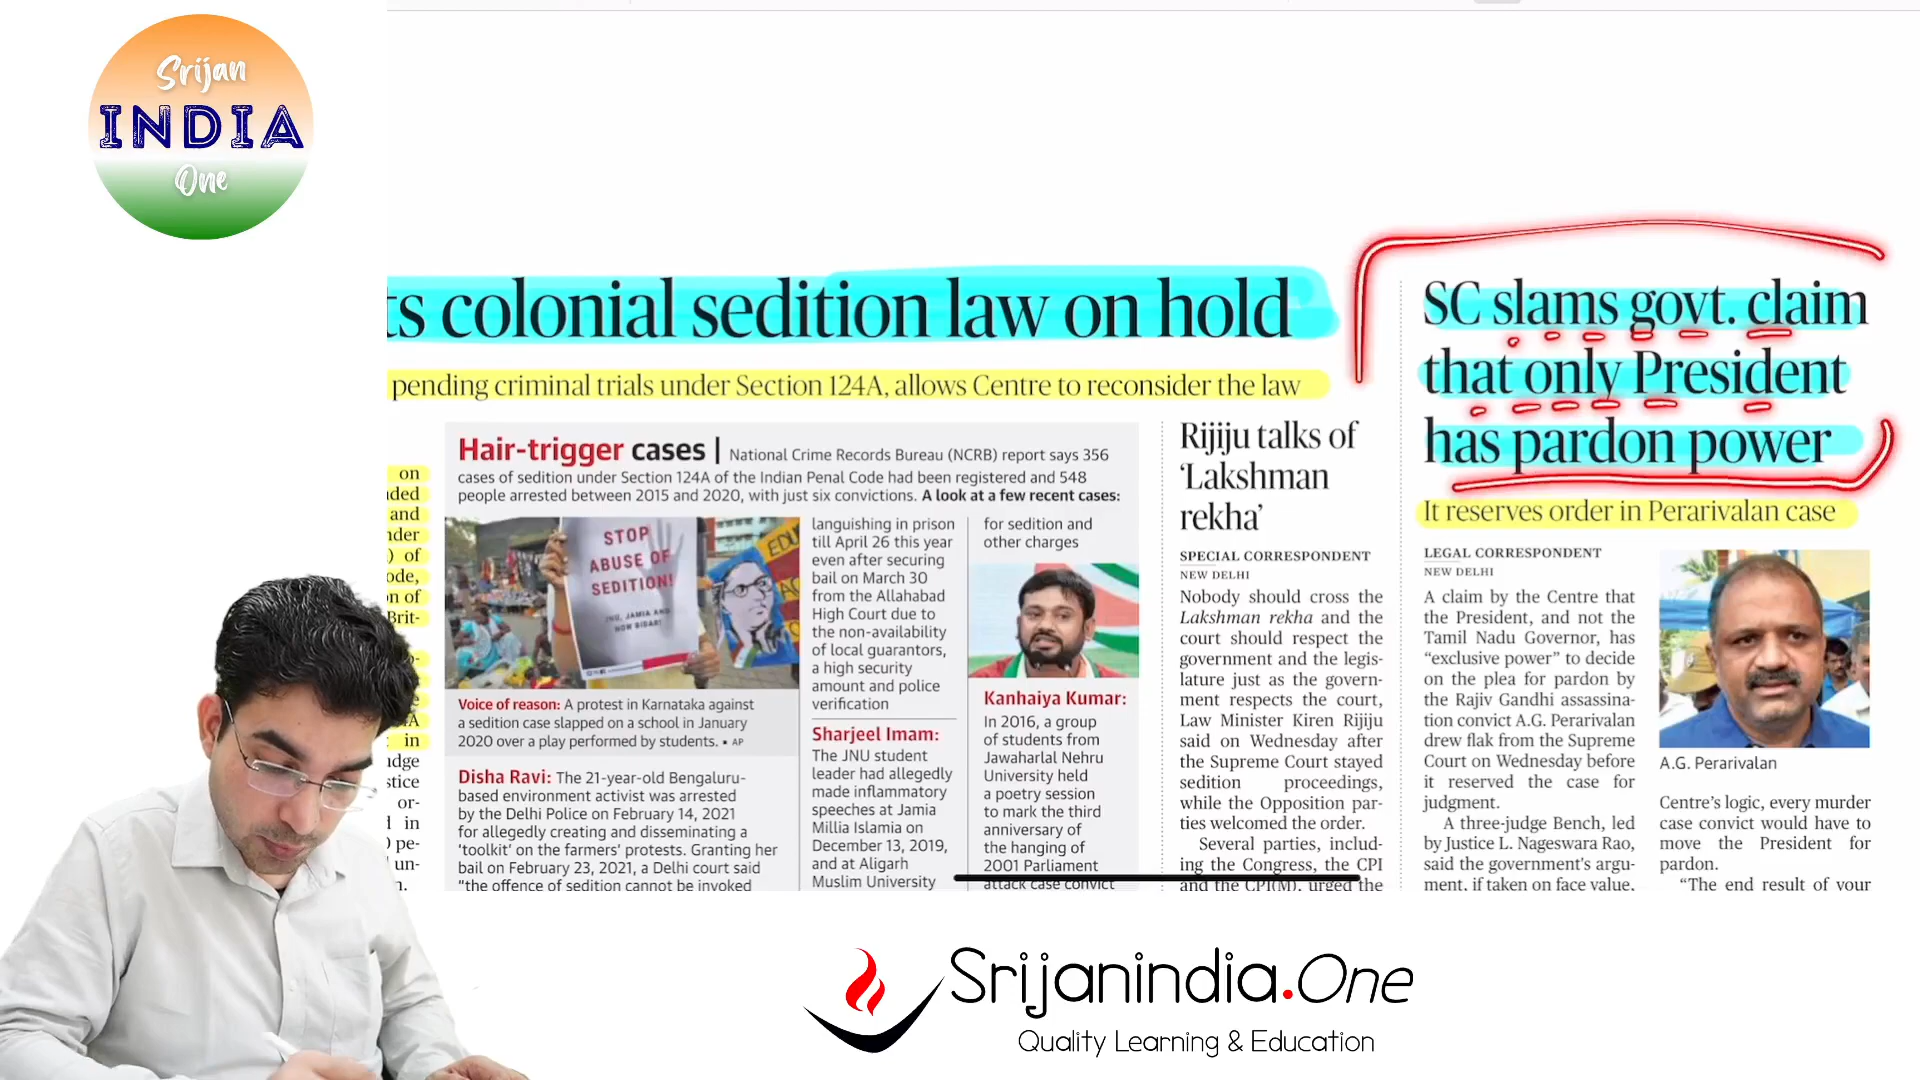 Srijan
INDIA
One
ts colonial sedition law on hold
pending criminal trials under Section 124A, allows Centre to reconsider the law
on
and
of
in
Hair-trigger cases | National Crime Records Bureau (NCRB) report says 356
cases of sedition under Section 124A of the Indian Penal Code had been registered and 548
people arrested between 2015 and 2020, with just six convictions. A look at a few recent cases:
STOP
ABUSE OF
SEDITION!
Voice of reason: A protest in Karnataka against
a sedition case slapped on a school in January
2020 over a play performed by students. ▪ AP
Disha Ravi: The 21-year-old Bengaluru-
based environment activist was arrested
by the Delhi Police on February 14, 2021
for allegedly creating and disseminating a
'toolkit' on the farmers' protests. Granting her
bail on February 23, 2021, a Delhi court said
"the offence of sedition cannot be invoked
languishing in prison
till April 26 this year
even after securing
bail on March 30
from the Allahabad
High Court due to
the non-availability
of local guarantors,
a high security
amount and police
verification
Sharjeel Imam:
The JNU student
leader had allegedly
made inflammatory
speeches at Jamia
Millia Islamia on
December 13, 2019,
and at Aligarh
Muslim University
for sedition and
other charges
Kanhaiya Kumar:
In 2016, a group
of students from
Jawaharlal Nehru
University held
a poetry session
to mark the third
anniversary of
the hanging of
2001 Parliament
attack case convict
Rijiju talks of
'Lakshman
rekha'
SPECIAL CORRESPONDENT
NEW DELHI
Nobody should cross the
Lakshman rekha and the
court should respect the
government and the legis-
lature just as the govern-
ment respects the court,
Law Minister Kiren Rijiju
said on Wednesday after
the Supreme Court stayed
sedition proceedings,
while the Opposition par-
ties welcomed the order.
Several parties, includ-
ing the Congress, the CPI
and the CPI(M), urged the
SC slams govt. claim
that only President
has pardon power
It reserves order in Perarivalan case
LEGAL CORRESPONDENT
NEW DELHI
A claim by the Centre that
the President, and not the
Tamil Nadu Governor, has
"exclusive power" to decide
on the plea for pardon by
the Rajiv Gandhi assassina-
tion convict A.G. Perarivalan
drew flak from the Supreme
Court on Wednesday before
it reserved the case for
judgment.
A three-judge Bench, led
by Justice L. Nageswara Rao,
said the government's argu-
ment, if taken on face value,
A.G. Perarivalan
Centre's logic, every murder
case convict would have to
move the President for
pardon.
"The end result of your
Srijanindia.One
Quality Learning & Education